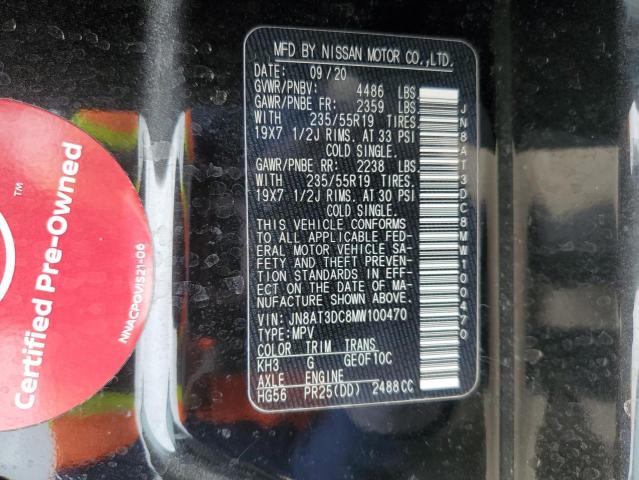 MFD BY NISSAN MOTOR CO.,LTD.
DATE: 09/20
GVWR/PNBV: 4486 LBS
GAWR/PNBE FR: 2359 LBS
WITH 235/55R19 TIRES.
19X7 1/2J RIMS. AT 33 PSI
COLD SINGLE.
GAWR/PNBE RR: 2238 LBS.
WITH 235/55R19 TIRES
19X7 1/2J RIMS. AT 30 PSI
COLD SINGLE.
THIS VEHICLE CONFORMS
TO ALL APPLICABLE FED-
ERAL MOTOR VEHICLE SA-
FETY AND THEFT PREVEN-
TION STANDARDS IN EFF-
ECT ON THE DATE OF MA-
NUFACTURE SHOWN ABOVE.
VIN: JN8AT3DC8MW100470
TYPE:MPV
COLOR TRIM TRANS
KH3 G GE0F10C
AXLE ENGINE
HG56 PR25(DD) 2488CC
JN8AT3DC8MW100470
Certified Pre-Owned
™
NNACPOVIS21-06